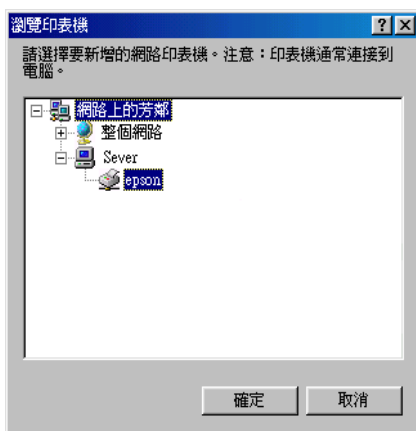 瀏覽印表機
請選擇要新增的網路印表機。注意：印表機通常連接到
電腦。
網路上的芳鄰
整個網路
Sever
epson
確定
取消